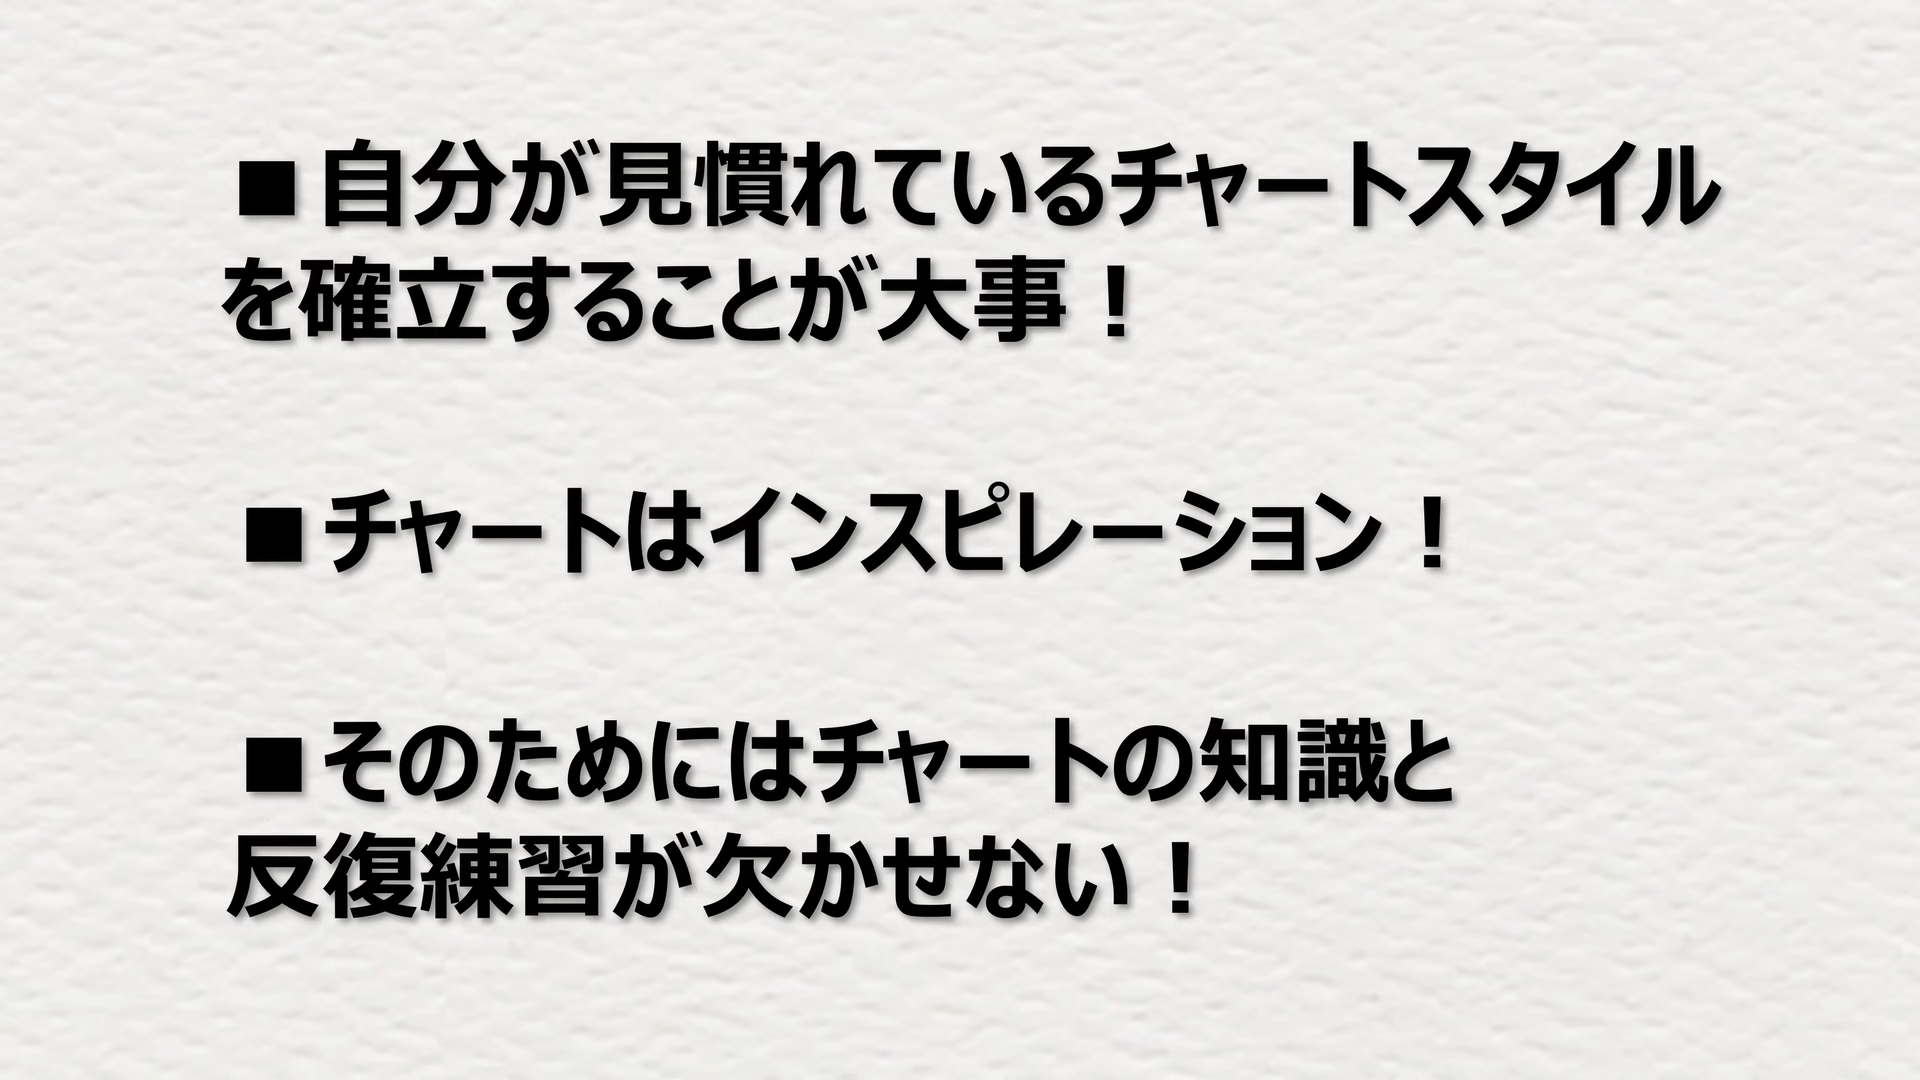 ■自分が見慣れているチャートスタイル
を確立することが大事！
■チャートはインスピレーション！
■そのためにはチャートの知識と
反復練習が欠かせない！